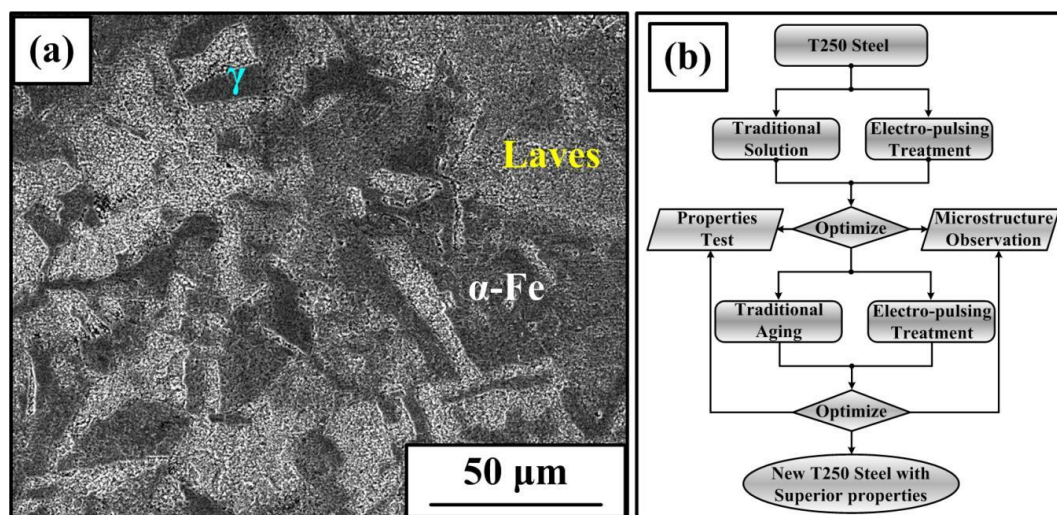 (a)
γ
Laves
α-Fe
50 μm
(b)
T250 Steel
Traditional
Solution
Electro-pulsing
Treatment
Properties
Test
Optimize
Microstructure
Observation
Traditional
Aging
Electro-pulsing
Treatment
Optimize
New T250 Steel with
Superior properties